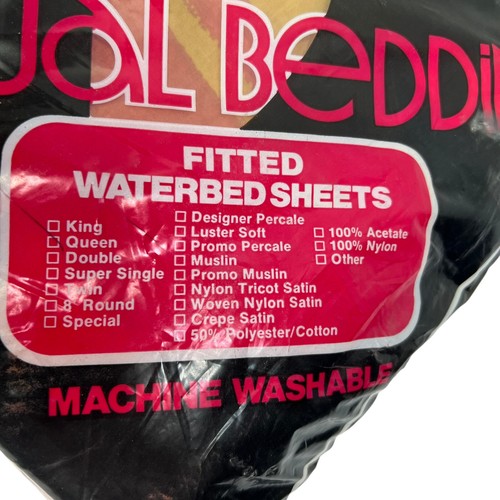 UAL BEDDI
FITTED
WATERBED SHEETS
King
Queen
Double
Super Single
Twin
8' Round
Special
Designer Percale
Luster Soft
Promo Percale
Muslin
Promo Muslin
Nylon Tricot Satin
Woven Nylon Satin
Crepe Satin
50% Polyester/Cotton
100% Acetate
100% Nylon
Other
MACHINE WASHABLE